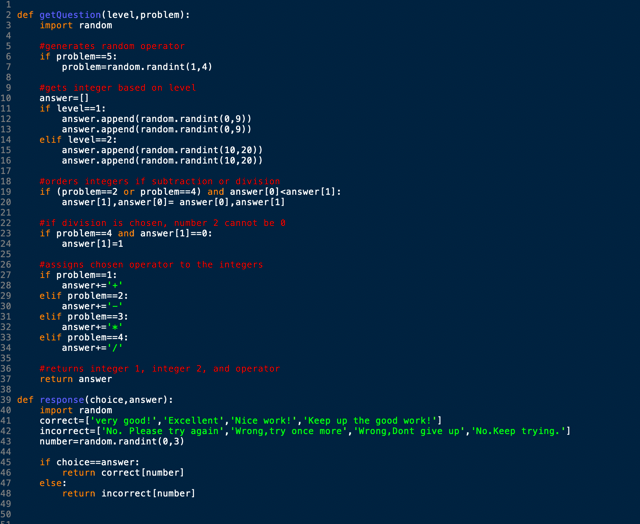 1
2 def getQuestion(level,problem):
3     import random
4
5     #generates random operator
6     if problem==5:
7         problem=random.randint(1,4)
8
9     #gets integer based on level
10     answer=[]
11     if level==1:
12         answer.append(random.randint(0,9))
13         answer.append(random.randint(0,9))
14     elif level==2:
15         answer.append(random.randint(10,20))
16         answer.append(random.randint(10,20))
17
18     #orders integers if subtraction or division
19     if (problem==2 or problem==4) and answer[0]<answer[1]:
20         answer[1],answer[0]= answer[0],answer[1]
21
22     #if division is chosen, number 2 cannot be 0
23     if problem==4 and answer[1]==0:
24         answer[1]=1
25
26     #assigns chosen operator to the integers
27     if problem==1:
28         answer+='+'
29     elif problem==2:
30         answer+='-'
31     elif problem==3:
32         answer+='*'
33     elif problem==4:
34         answer+='/'
35
36     #returns integer 1, integer 2, and operator
37     return answer
38
39 def response(choice,answer):
40     import random
41     correct=['very good!','Excellent','Nice work!','Keep up the good work!']
42     incorrect=['No. Please try again','Wrong,try once more','Wrong,Dont give up','No.Keep trying.']
43     number=random.randint(0,3)
44
45     if choice==answer:
46         return correct[number]
47     else:
48         return incorrect[number]
49
50
51